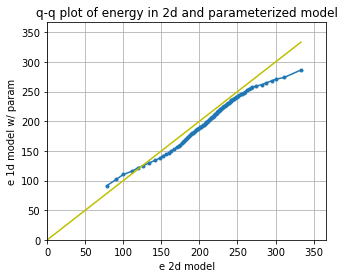 q-q plot of energy in 2d and parameterized model
350
300
250
200
150
100
50
0
e 1d model w/ param
0 50 100 150 200 250 300 350
e 2d model